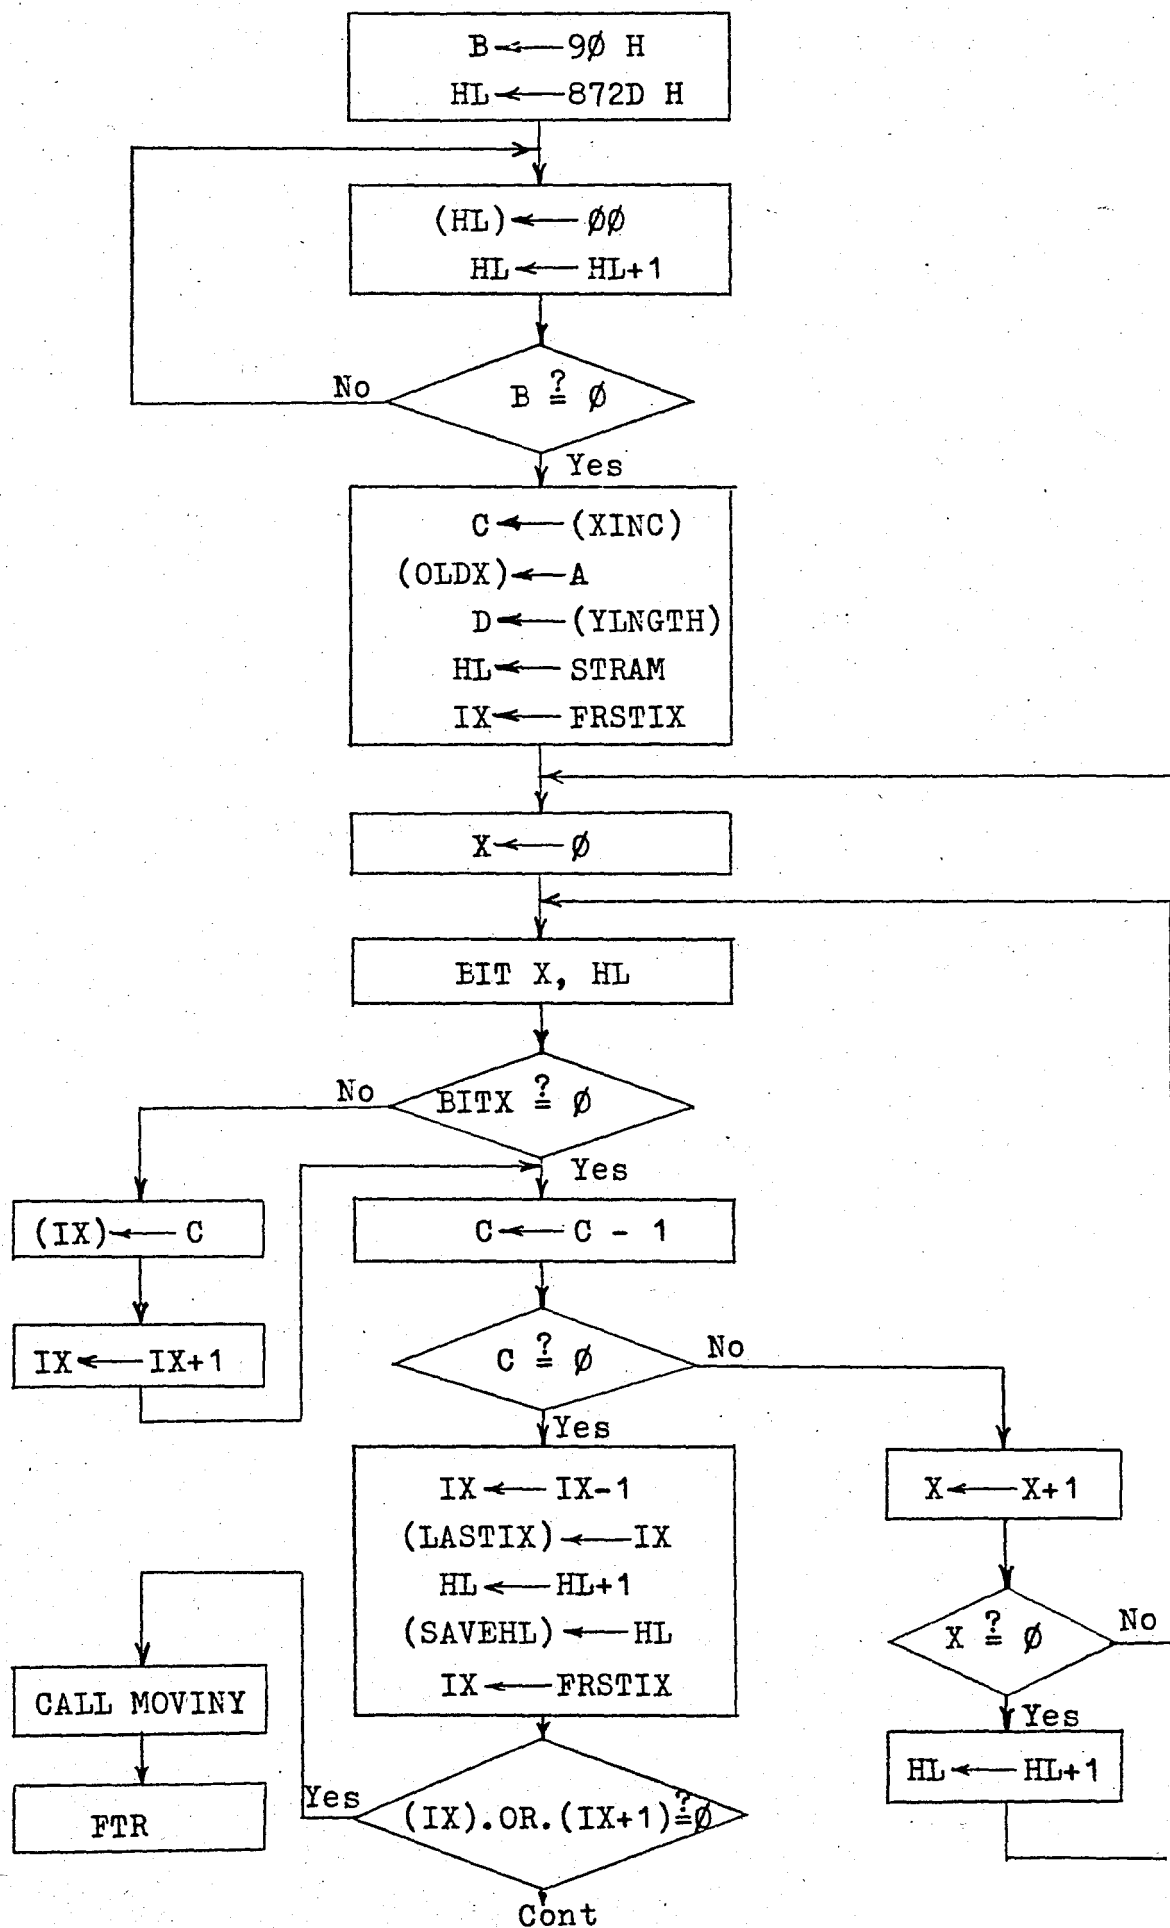 B ← 9Ø H
HL ← 872D H
(HL) ← ØØ
HL ← HL+1
No
B ≟ Ø
Yes
C ← (XINC)
(OLDX) ← A
D ← (YLNGTH)
HL ← STRAM
IX ← FRSTIX
X ← Ø
BIT X, HL
No
BITX ≟ Ø
Yes
(IX) ← C
C ← C - 1
IX ← IX+1
C ≟ Ø
No
Yes
IX ← IX-1
(LASTIX) ← IX
HL ← HL+1
(SAVEHL) ← HL
IX ← FRSTIX
X ← X+1
X ≟ Ø
No
Yes
HL ← HL+1
CALL MOVINY
FTR
Yes
(IX).OR.(IX+1) ≟ Ø
Cont